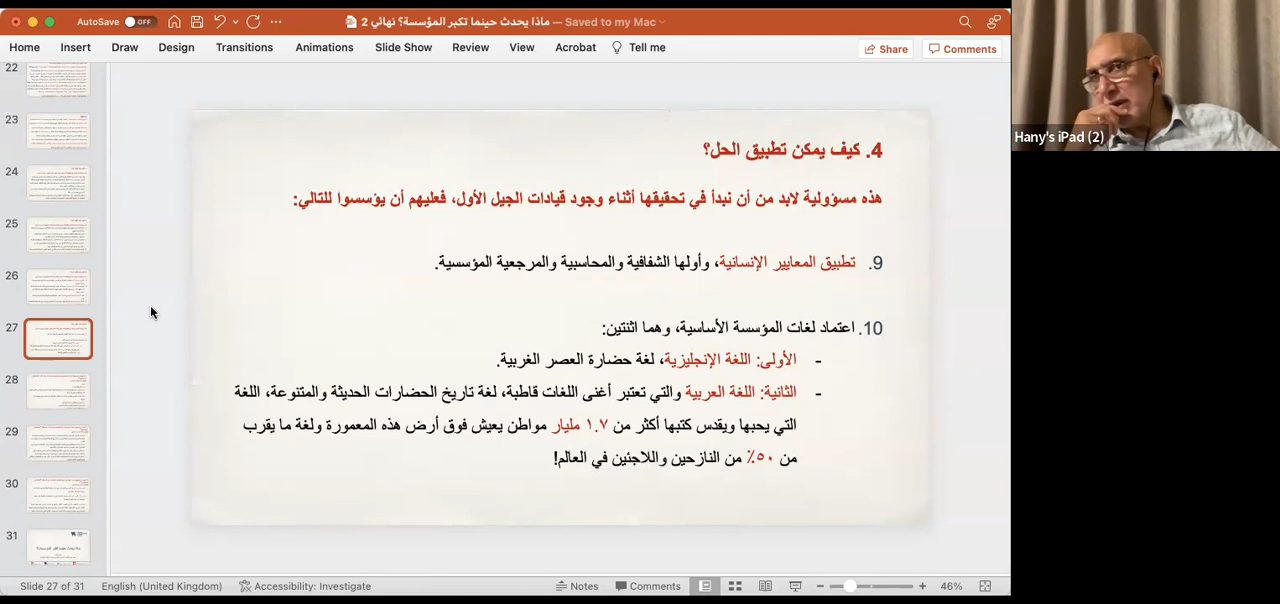 AutoSave OFF
ماذا يحدث حينما تكبر المؤسسة؟ نهائي 2 — Saved to my Mac
Home Insert Draw Design Transitions Animations Slide Show Review View Acrobat Tell me Share Comments
22
23
24
25
26
27
28
29
30
31
4. كيف يمكن تطبيق الحل؟
هذه مسؤولية لابد من أن نبدأ في تحقيقها أثناء وجود قيادات الجيل الأول، فعليهم أن يؤسسوا للتالي:
9. تطبيق المعايير الإنسانية، وأولها الشفافية والمحاسبية والمرجعية المؤسسية.
10. اعتماد لغات المؤسسة الأساسية، وهما اثنتين:
- الأولى: اللغة الإنجليزية، لغة حضارة العصر الغربية.
- الثانية: اللغة العربية والتي تعتبر أغنى اللغات قاطبة، لغة تاريخ الحضارات الحديثة والمتنوعة، اللغة
التي يحبها ويقدس كتبها أكثر من ١.٧ مليار مواطن يعيش فوق أرض هذه المعمورة ولغة ما يقرب
من ٥٠٪ من النازحين واللاجئين في العالم!
Hany's iPad (2)
Slide 27 of 31 English (United Kingdom) Accessibility: Investigate Notes Comments 46%